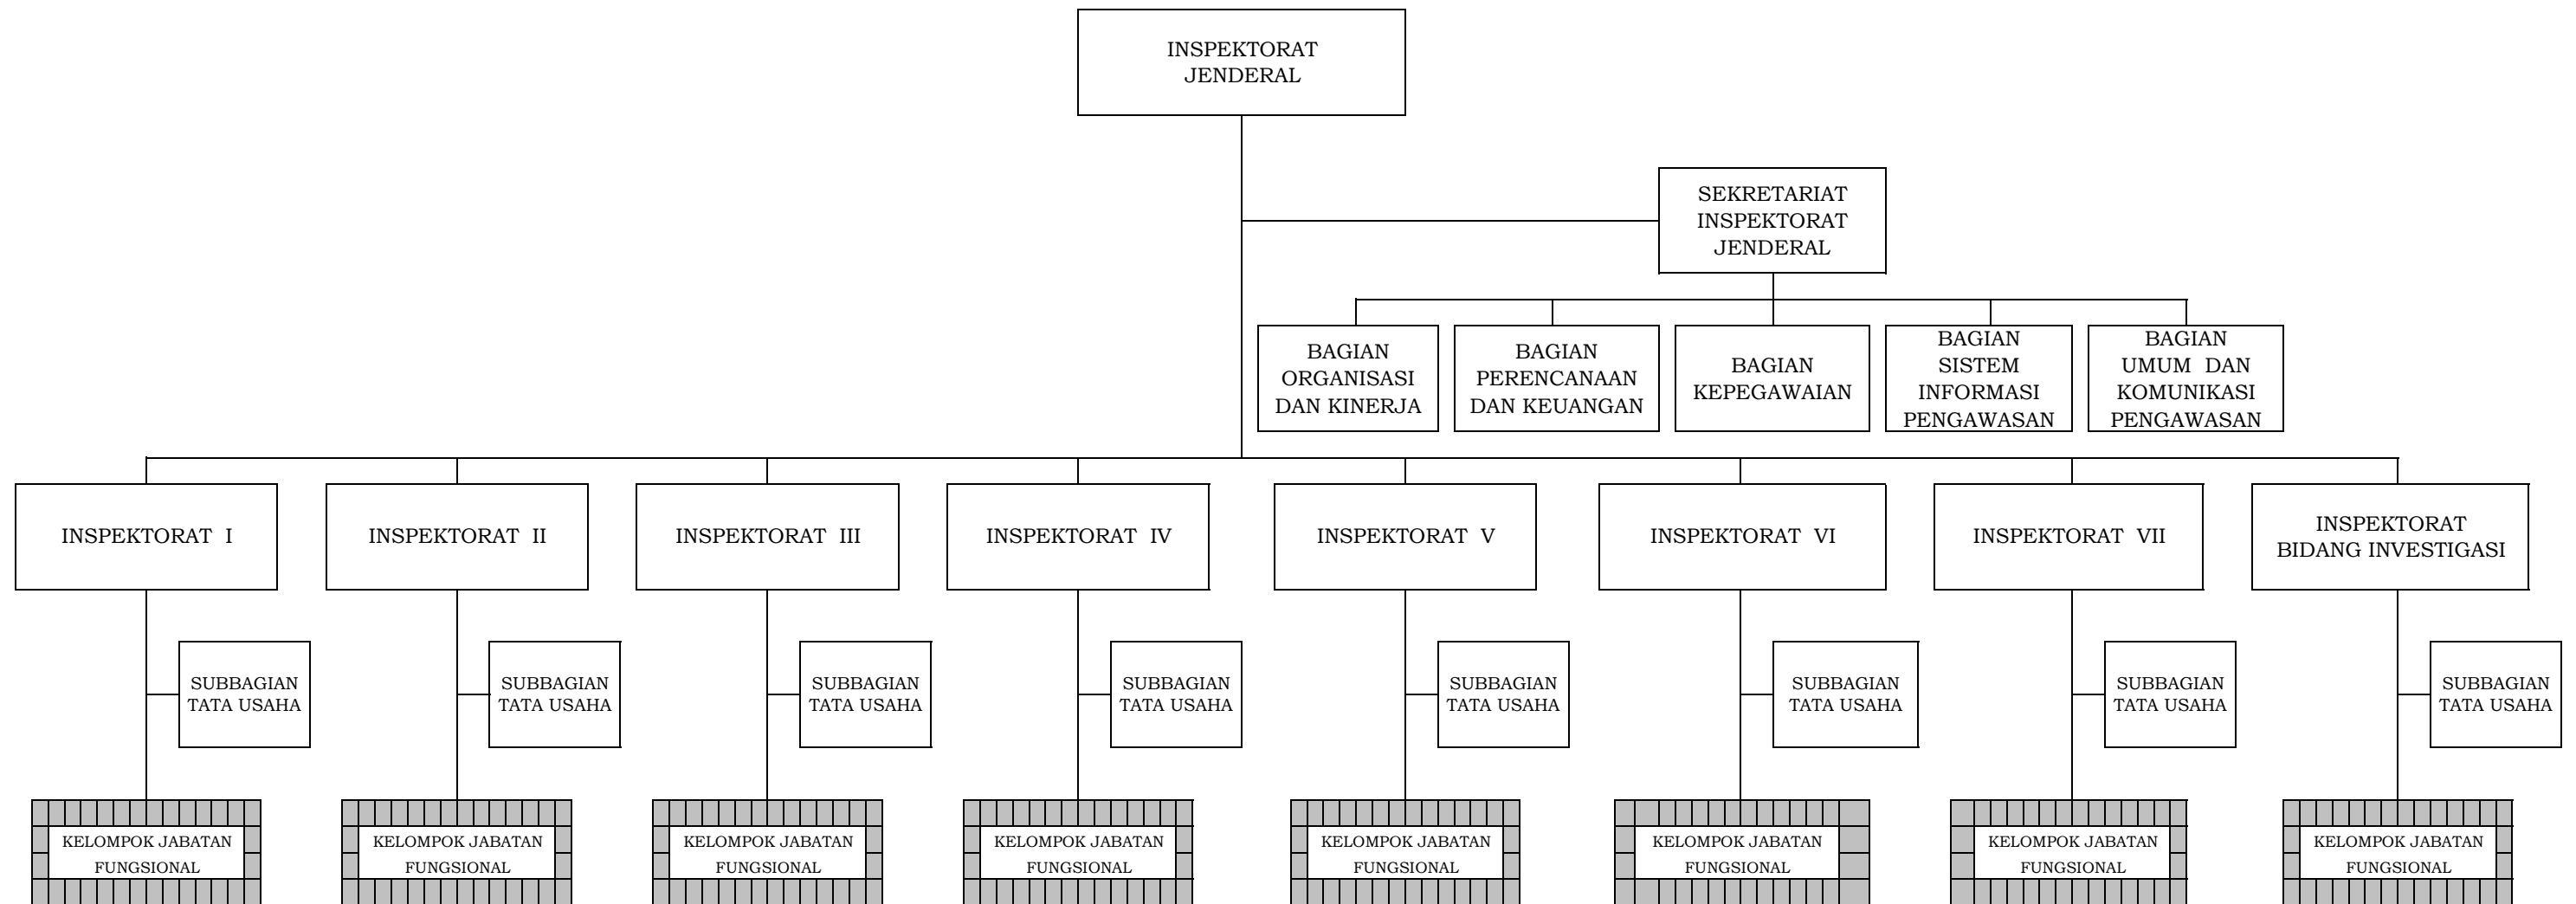 INSPEKTORAT
JENDERAL
SEKRETARIAT
INSPEKTORAT
JENDERAL
BAGIAN
ORGANISASI
DAN KINERJA
BAGIAN
PERENCANAAN
DAN KEUANGAN
BAGIAN
KEPEGAWAIAN
BAGIAN
SISTEM
INFORMASI
PENGAWASAN
BAGIAN
UMUM DAN
KOMUNIKASI
PENGAWASAN
INSPEKTORAT I
INSPEKTORAT II
INSPEKTORAT III
INSPEKTORAT IV
INSPEKTORAT V
INSPEKTORAT VI
INSPEKTORAT VII
INSPEKTORAT
BIDANG INVESTIGASI
SUBBAGIAN
TATA USAHA
SUBBAGIAN
TATA USAHA
SUBBAGIAN
TATA USAHA
SUBBAGIAN
TATA USAHA
SUBBAGIAN
TATA USAHA
SUBBAGIAN
TATA USAHA
SUBBAGIAN
TATA USAHA
SUBBAGIAN
TATA USAHA
KELOMPOK JABATAN
FUNGSIONAL
KELOMPOK JABATAN
FUNGSIONAL
KELOMPOK JABATAN
FUNGSIONAL
KELOMPOK JABATAN
FUNGSIONAL
KELOMPOK JABATAN
FUNGSIONAL
KELOMPOK JABATAN
FUNGSIONAL
KELOMPOK JABATAN
FUNGSIONAL
KELOMPOK JABATAN
FUNGSIONAL